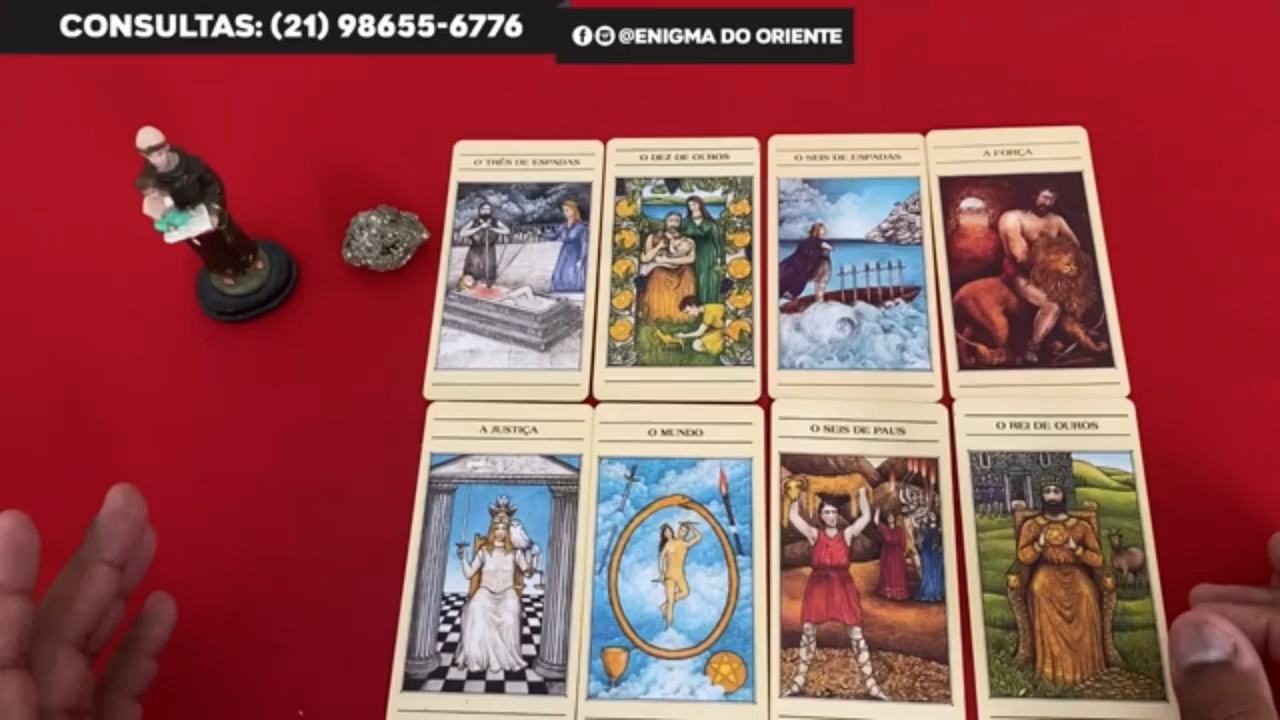 CONSULTAS: (21) 98655-6776
@ENIGMA DO ORIENTE
O TRÊS DE ESPADAS
O DEZ DE OUROS
O SEIS DE ESPADAS
A FORÇA
A JUSTIÇA
O MUNDO
O SEIS DE PAUS
O REI DE OUROS